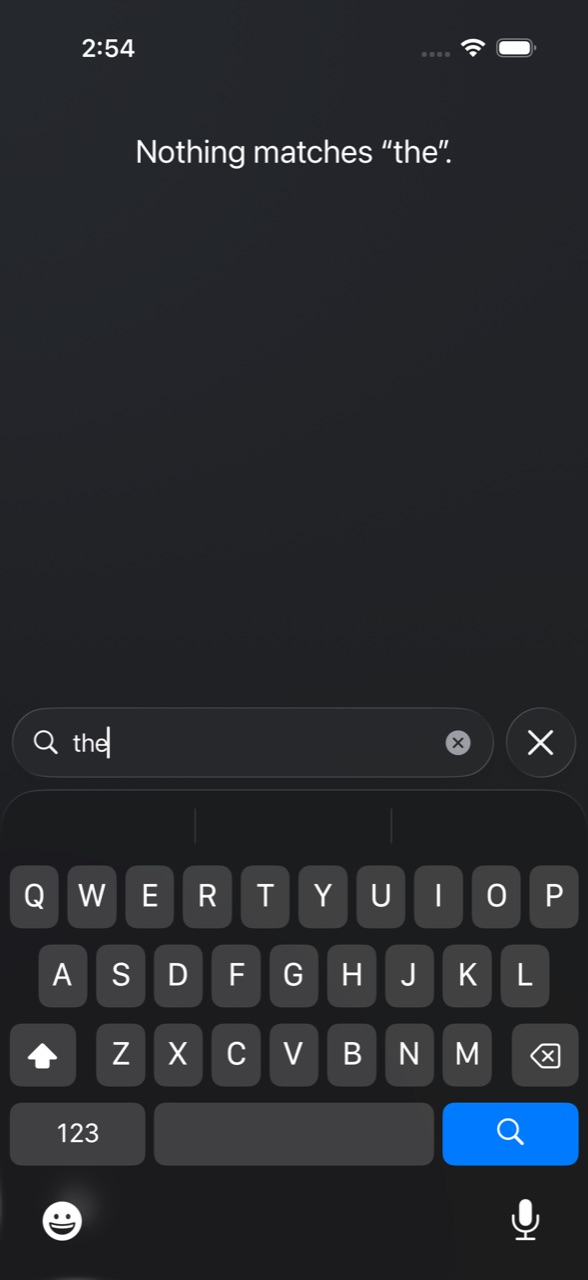 2:54
Nothing matches “the”.
the
Q W E R T Y U I O P
A S D F G H J K L
Z X C V B N M
123